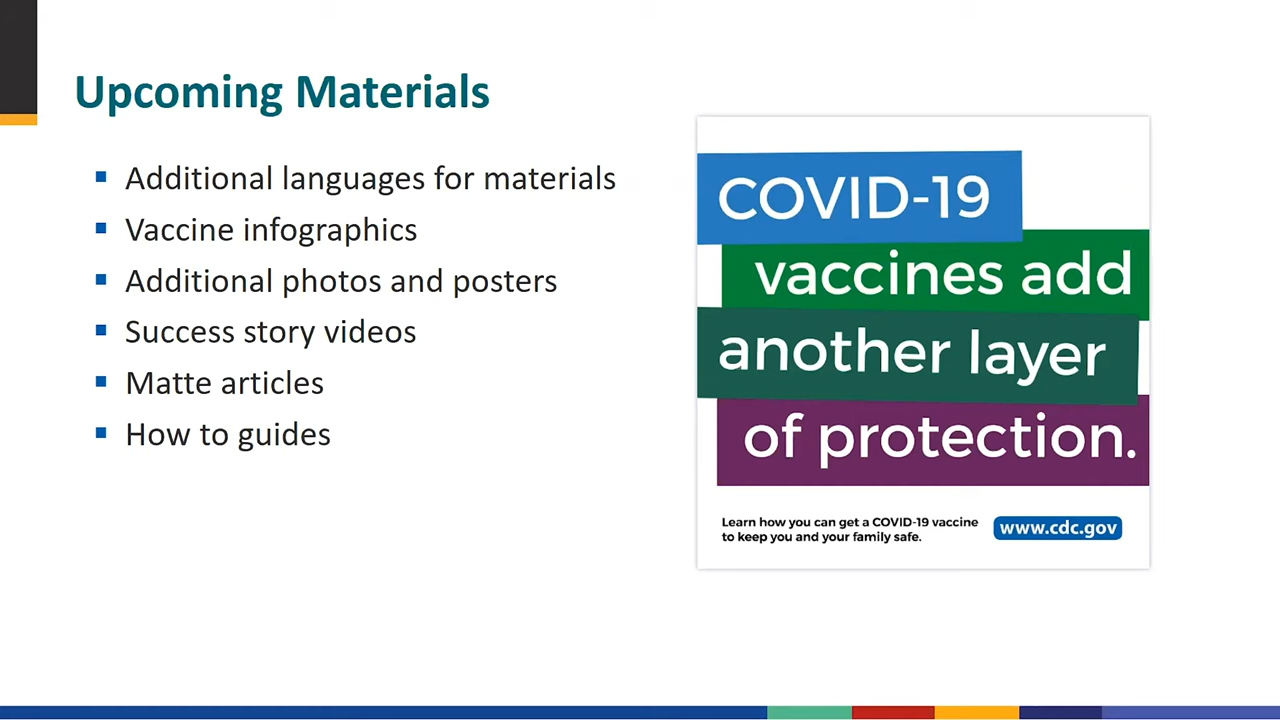 Upcoming Materials
Additional languages for materials
Vaccine infographics
Additional photos and posters
Success story videos
Matte articles
How to guides
COVID-19
vaccines add
another layer
of protection.
Learn how you can get a COVID-19 vaccine
to keep you and your family safe.
www.cdc.gov